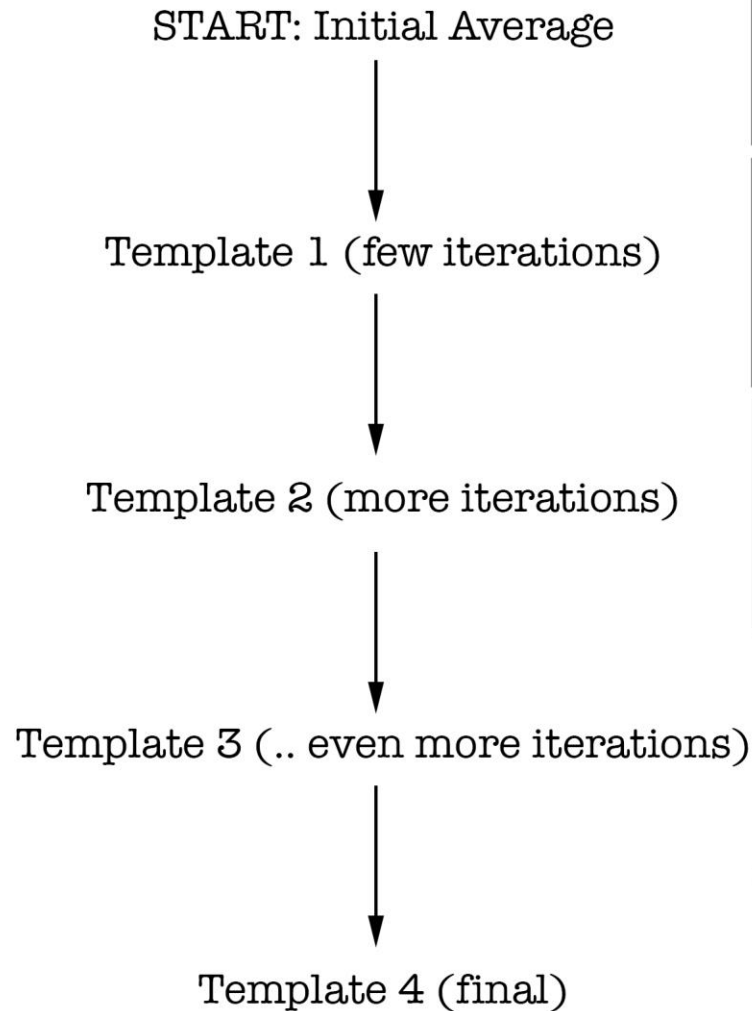 START: Initial Average
Template 1 (few iterations)
Template 2 (more iterations)
Template 3 (.. even more iterations)
Template 4 (final)